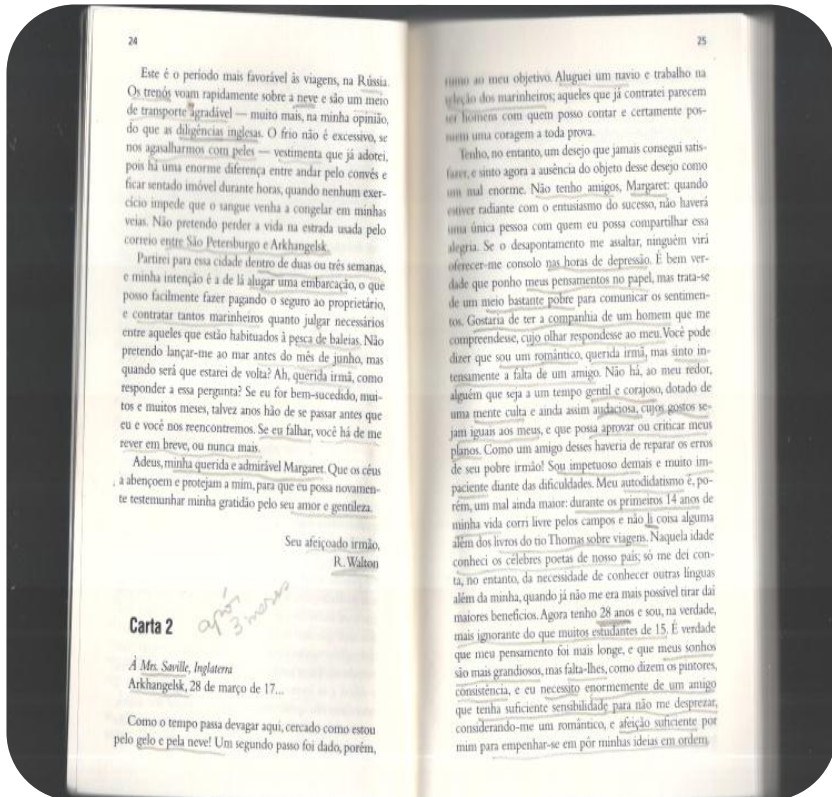 24
Este é o período mais favorável às viagens, na Rússia.
Os trenós voam rapidamente sobre a neve e são um meio
de transporte agradável — muito mais, na minha opinião,
do que as diligências inglesas. O frio não é excessivo, se
nos agasalharmos com peles — vestimenta que já adotei,
pois há uma enorme diferença entre andar pelo convés e
ficar sentado imóvel durante horas, quando nenhum exer-
cício impede que o sangue venha a congelar em minhas
veias. Não pretendo perder a vida na estrada usada pelo
correio entre São Petersburgo e Arkhangelsk.
Partirei para essa cidade dentro de duas ou três semanas,
e minha intenção é a de lá alugar uma embarcação, o que
posso facilmente fazer pagando o seguro ao proprietário,
e contratar tantos marinheiros quanto julgar necessários
entre aqueles que estão habituados à pesca de baleias. Não
pretendo lançar-me ao mar antes do mês de junho, mas
quando será que estarei de volta? Ah, querida irmã, como
responder a essa pergunta? Se eu for bem-sucedido, mui-
tos e muitos meses, talvez anos hão de se passar antes que
eu e você nos reencontremos. Se eu falhar, você há de me
rever em breve, ou nunca mais.
Adeus, minha querida e admirável Margaret. Que os céus
a abençoem e protejam a mim, para que eu possa novamen-
te testemunhar minha gratidão pelo seu amor e gentileza.
Seu afeiçoado irmão,
R. Walton
após
3 meses
Carta 2
À Mrs. Saville, Inglaterra
Arkhangelsk, 28 de março de 17...
Como o tempo passa devagar aqui, cercado como estou
pelo gelo e pela neve! Um segundo passo foi dado, porém,
25
rumo ao meu objetivo. Aluguei um navio e trabalho na
seleção dos marinheiros; aqueles que já contratei parecem
ser homens com quem posso contar e certamente pos-
suem uma coragem a toda prova.
Tenho, no entanto, um desejo que jamais consegui satis-
fazer, e sinto agora a ausência do objeto desse desejo como
um mal enorme. Não tenho amigos, Margaret: quando
estiver radiante com o entusiasmo do sucesso, não haverá
uma única pessoa com quem eu possa compartilhar essa
alegria. Se o desapontamento me assaltar, ninguém virá
oferecer-me consolo nas horas de depressão. É bem ver-
dade que ponho meus pensamentos no papel, mas trata-se
de um meio bastante pobre para comunicar os sentimen-
tos. Gostaria de ter a companhia de um homem que me
compreendesse, cujo olhar respondesse ao meu. Você pode
dizer que sou um romântico, querida irmã, mas sinto in-
tensamente a falta de um amigo. Não há, ao meu redor,
alguém que seja a um tempo gentil e corajoso, dotado de
uma mente culta e ainda assim audaciosa, cujos gostos se-
jam iguais aos meus, e que possa aprovar ou criticar meus
planos. Como um amigo desses haveria de reparar os erros
de seu pobre irmão! Sou impetuoso demais e muito im-
paciente diante das dificuldades. Meu autodidatismo é, po-
rém, um mal ainda maior: durante os primeiros 14 anos de
minha vida corri livre pelos campos e não li coisa alguma
além dos livros do tio Thomas sobre viagens. Naquela idade
conheci os célebres poetas de nosso país; só me dei con-
ta, no entanto, da necessidade de conhecer outras línguas
além da minha, quando já não me era mais possível tirar daí
maiores benefícios. Agora tenho 28 anos e sou, na verdade,
mais ignorante do que muitos estudantes de 15. É verdade
que meu pensamento foi mais longe, e que meus sonhos
são mais grandiosos, mas falta-lhes, como dizem os pintores,
consistência, e eu necessito enormemente de um amigo
que tenha suficiente sensibilidade para não me desprezar,
considerando-me um romântico, e afeição suficiente por
mim para empenhar-se em pôr minhas ideias em ordem.